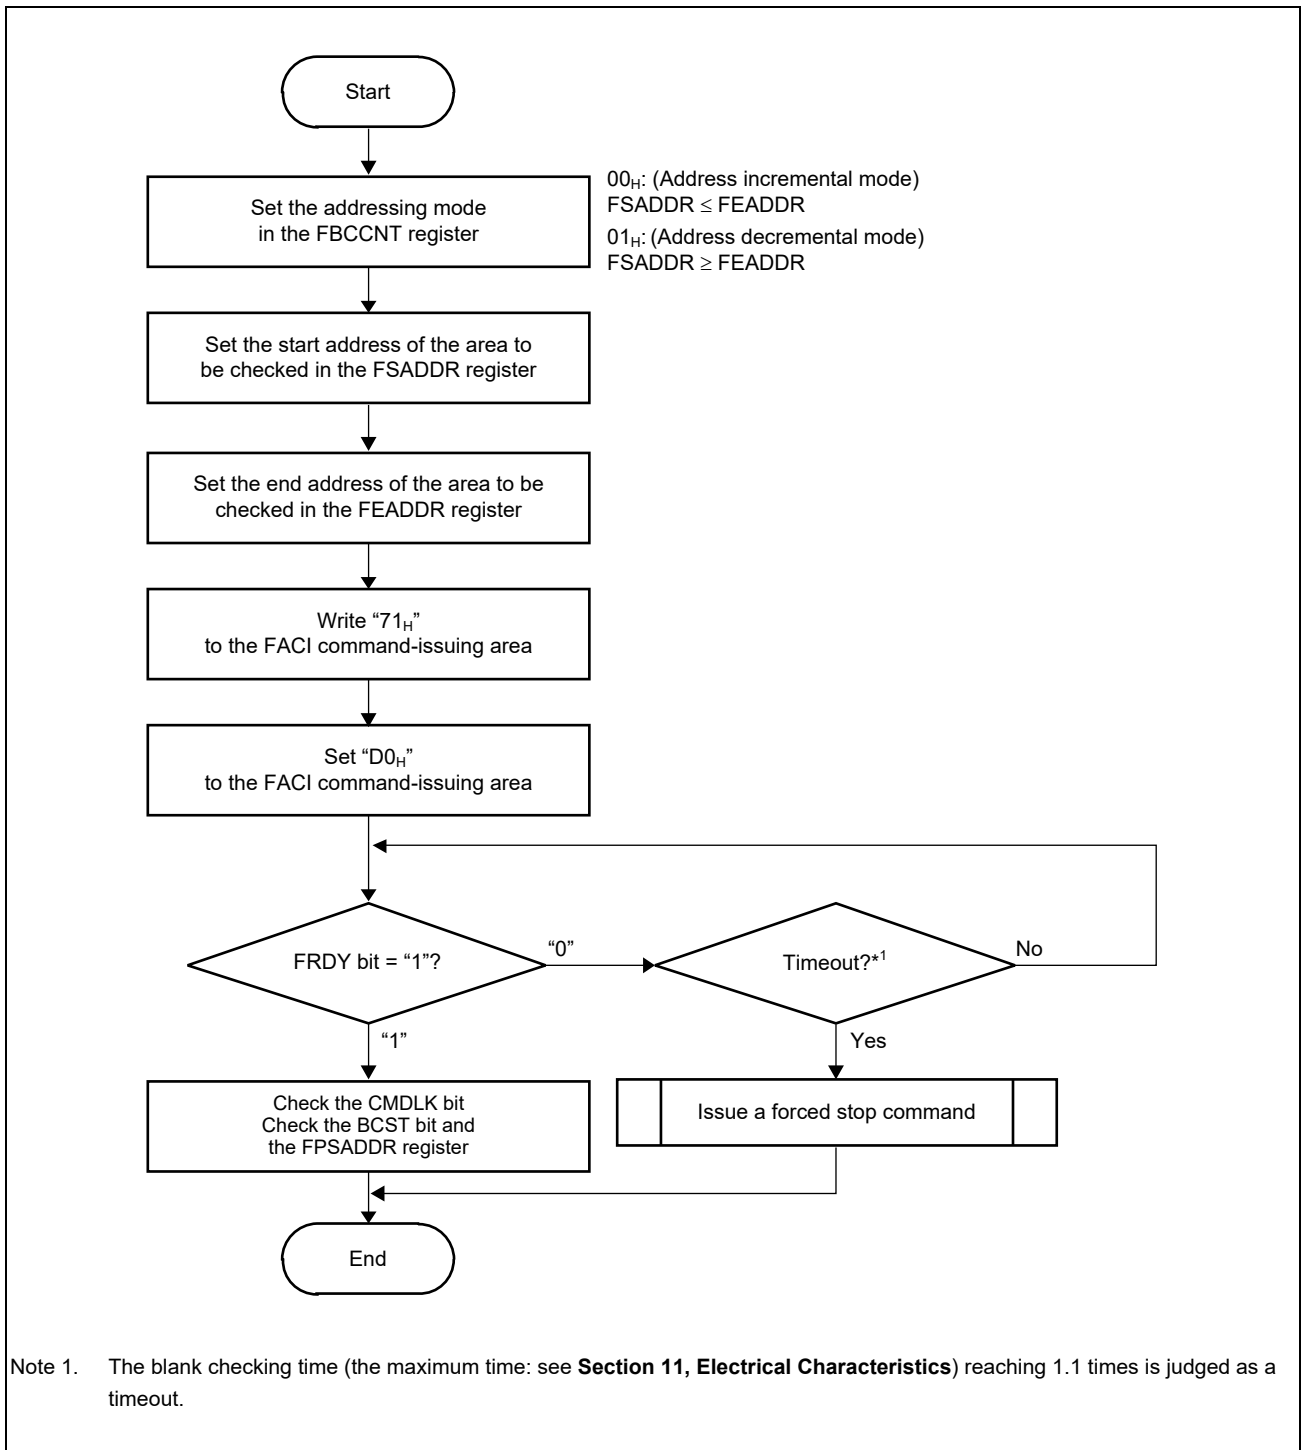 Start
Set the addressing mode
in the FBCCNT register
00H: (Address incremental mode)
FSADDR ≤ FEADDR
01H: (Address decremental mode)
FSADDR ≥ FEADDR
Set the start address of the area to
be checked in the FSADDR register
Set the end address of the area to be
checked in the FEADDR register
Write “71H”
to the FACI command-issuing area
Set “D0H”
to the FACI command-issuing area
FRDY bit = “1”?
“0”
Timeout?*1
No
“1”
Yes
Check the CMDLK bit
Check the BCST bit and
the FPSADDR register
Issue a forced stop command
End
Note 1. The blank checking time (the maximum time: see Section 11, Electrical Characteristics) reaching 1.1 times is judged as a
timeout.